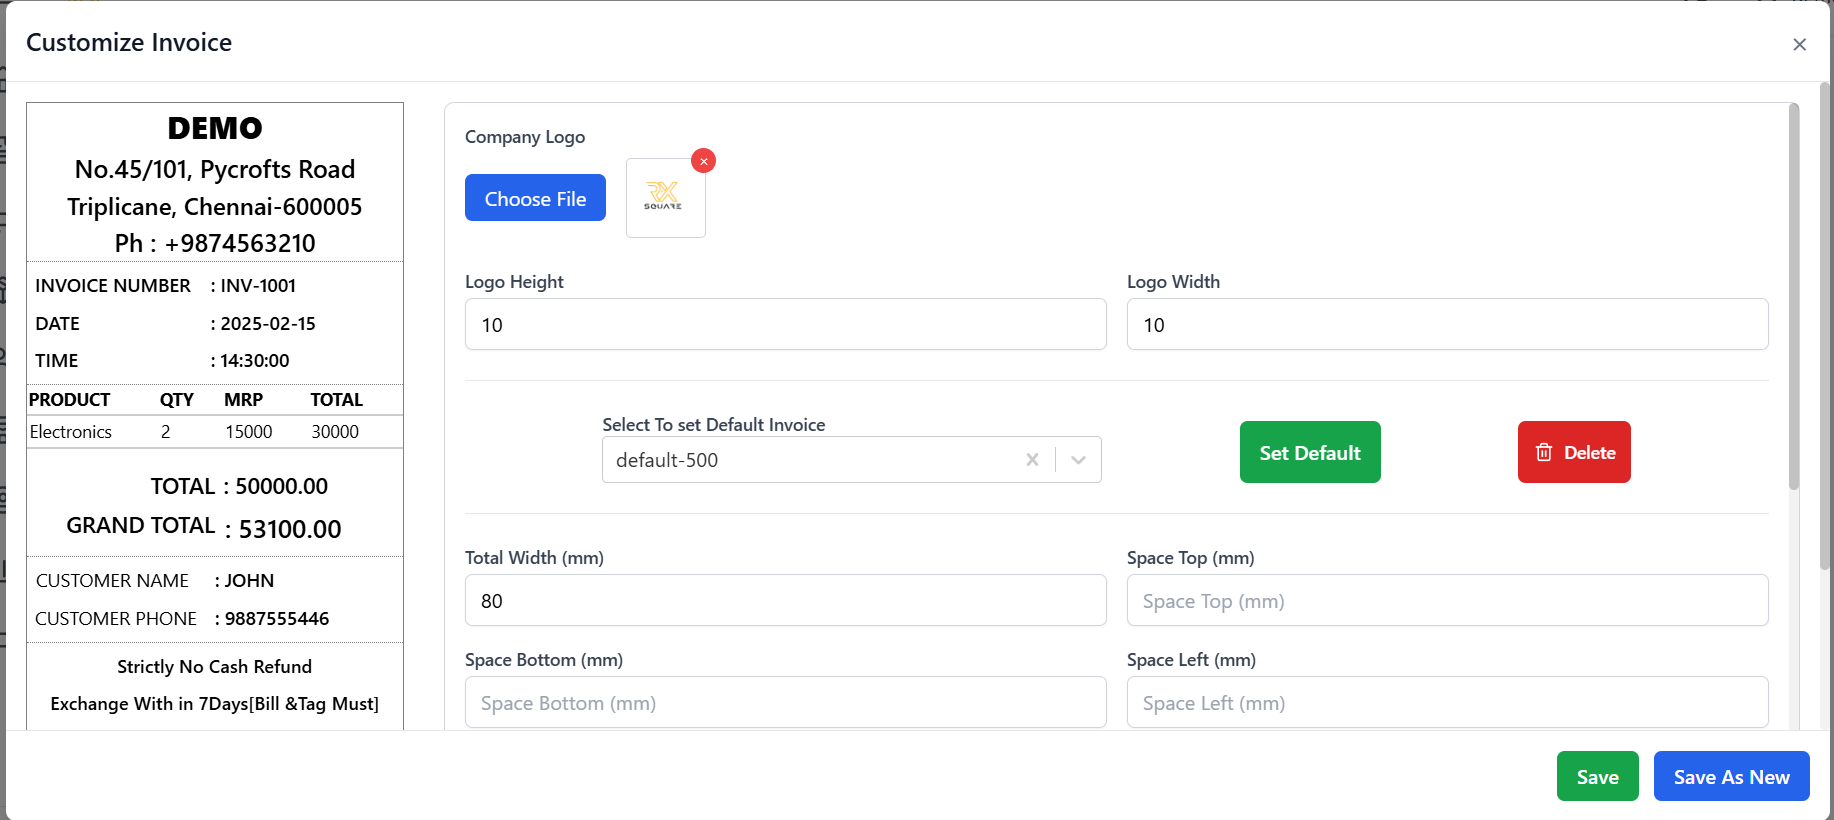 Customize Invoice
DEMO
No.45/101, Pycrofts Road
Triplicane, Chennai-600005
Ph : +9874563210
INVOICE NUMBER : INV-1001
DATE : 2025-02-15
TIME : 14:30:00
PRODUCT QTY MRP TOTAL
Electronics 2 15000 30000
TOTAL : 50000.00
GRAND TOTAL : 53100.00
CUSTOMER NAME : JOHN
CUSTOMER PHONE : 9887555446
Strictly No Cash Refund
Exchange With in 7Days[Bill &Tag Must]
Company Logo
Choose File
RX
SQUARE
Logo Height Logo Width
10 10
Select To set Default Invoice
default-500
Set Default
Delete
Total Width (mm) Space Top (mm)
80 Space Top (mm)
Space Bottom (mm) Space Left (mm)
Space Bottom (mm) Space Left (mm)
Save Save As New